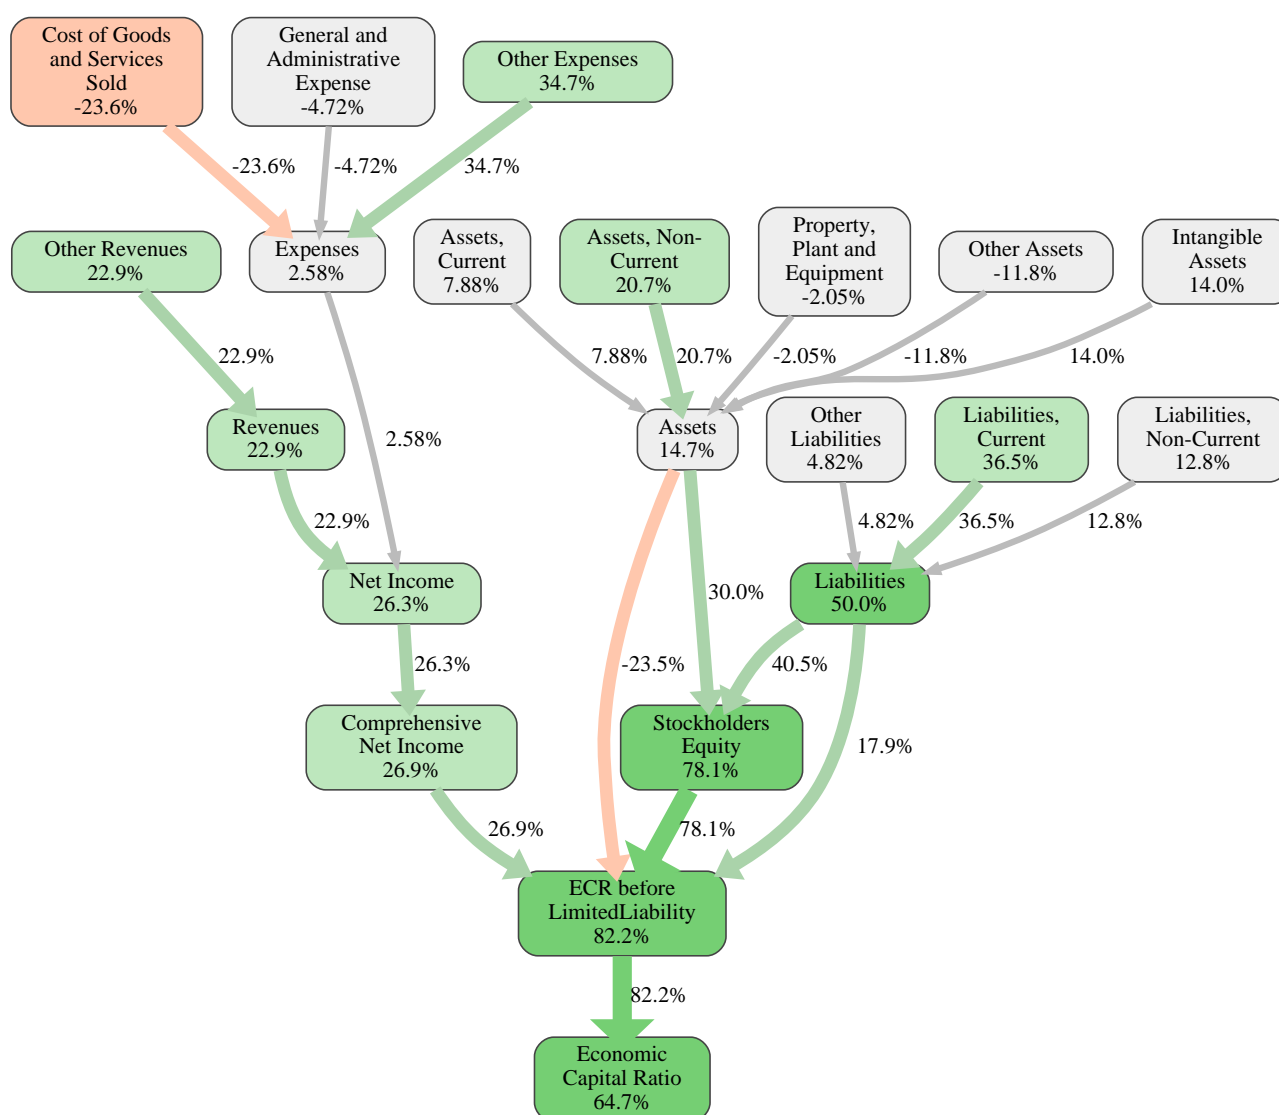 Cost of Goods
and Services
Sold
-23.6%
General and
Administrative
Expense
-4.72%
Other Expenses
34.7%
-23.6%
-4.72%
34.7%
Other Revenues
22.9%
Expenses
2.58%
Assets,
Current
7.88%
Assets, Non-
Current
20.7%
Property,
Plant and
Equipment
-2.05%
Other Assets
-11.8%
Intangible
Assets
14.0%
22.9%
7.88%
20.7%
-2.05%
-11.8%
14.0%
Revenues
22.9%
2.58%
Assets
14.7%
Other
Liabilities
4.82%
Liabilities,
Current
36.5%
Liabilities,
Non-Current
12.8%
22.9%
4.82%
36.5%
12.8%
Net Income
26.3%
30.0%
Liabilities
50.0%
26.3%
-23.5%
40.5%
Comprehensive
Net Income
26.9%
Stockholders
Equity
78.1%
17.9%
26.9%
78.1%
ECR before
LimitedLiability
82.2%
82.2%
Economic
Capital Ratio
64.7%